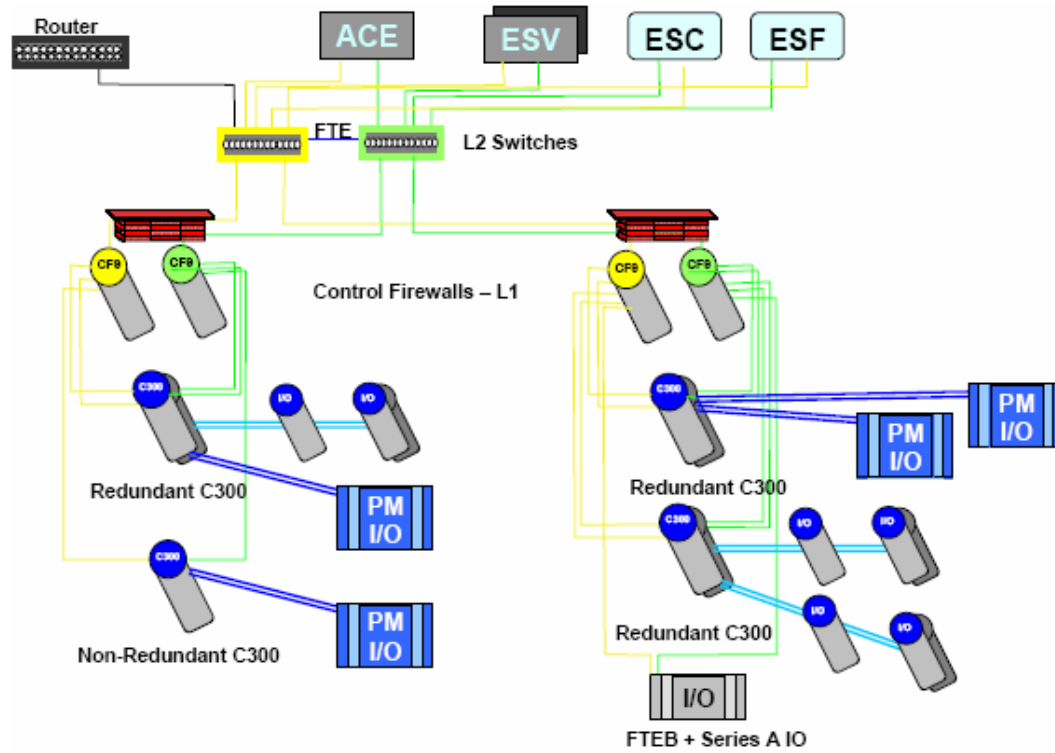 Router
ACE
ESV
ESC
ESF
FTE
L2 Switches
CF9
CF9
CF9
CF9
Control Firewalls – L1
C300
I/O
I/O
C300
PM
I/O
PM
I/O
Redundant C300
PM
I/O
Redundant C300
C300
I/O
I/O
C300
PM
I/O
Non-Redundant C300
I/O
I/O
Redundant C300
I/O
FTEB + Series A IO